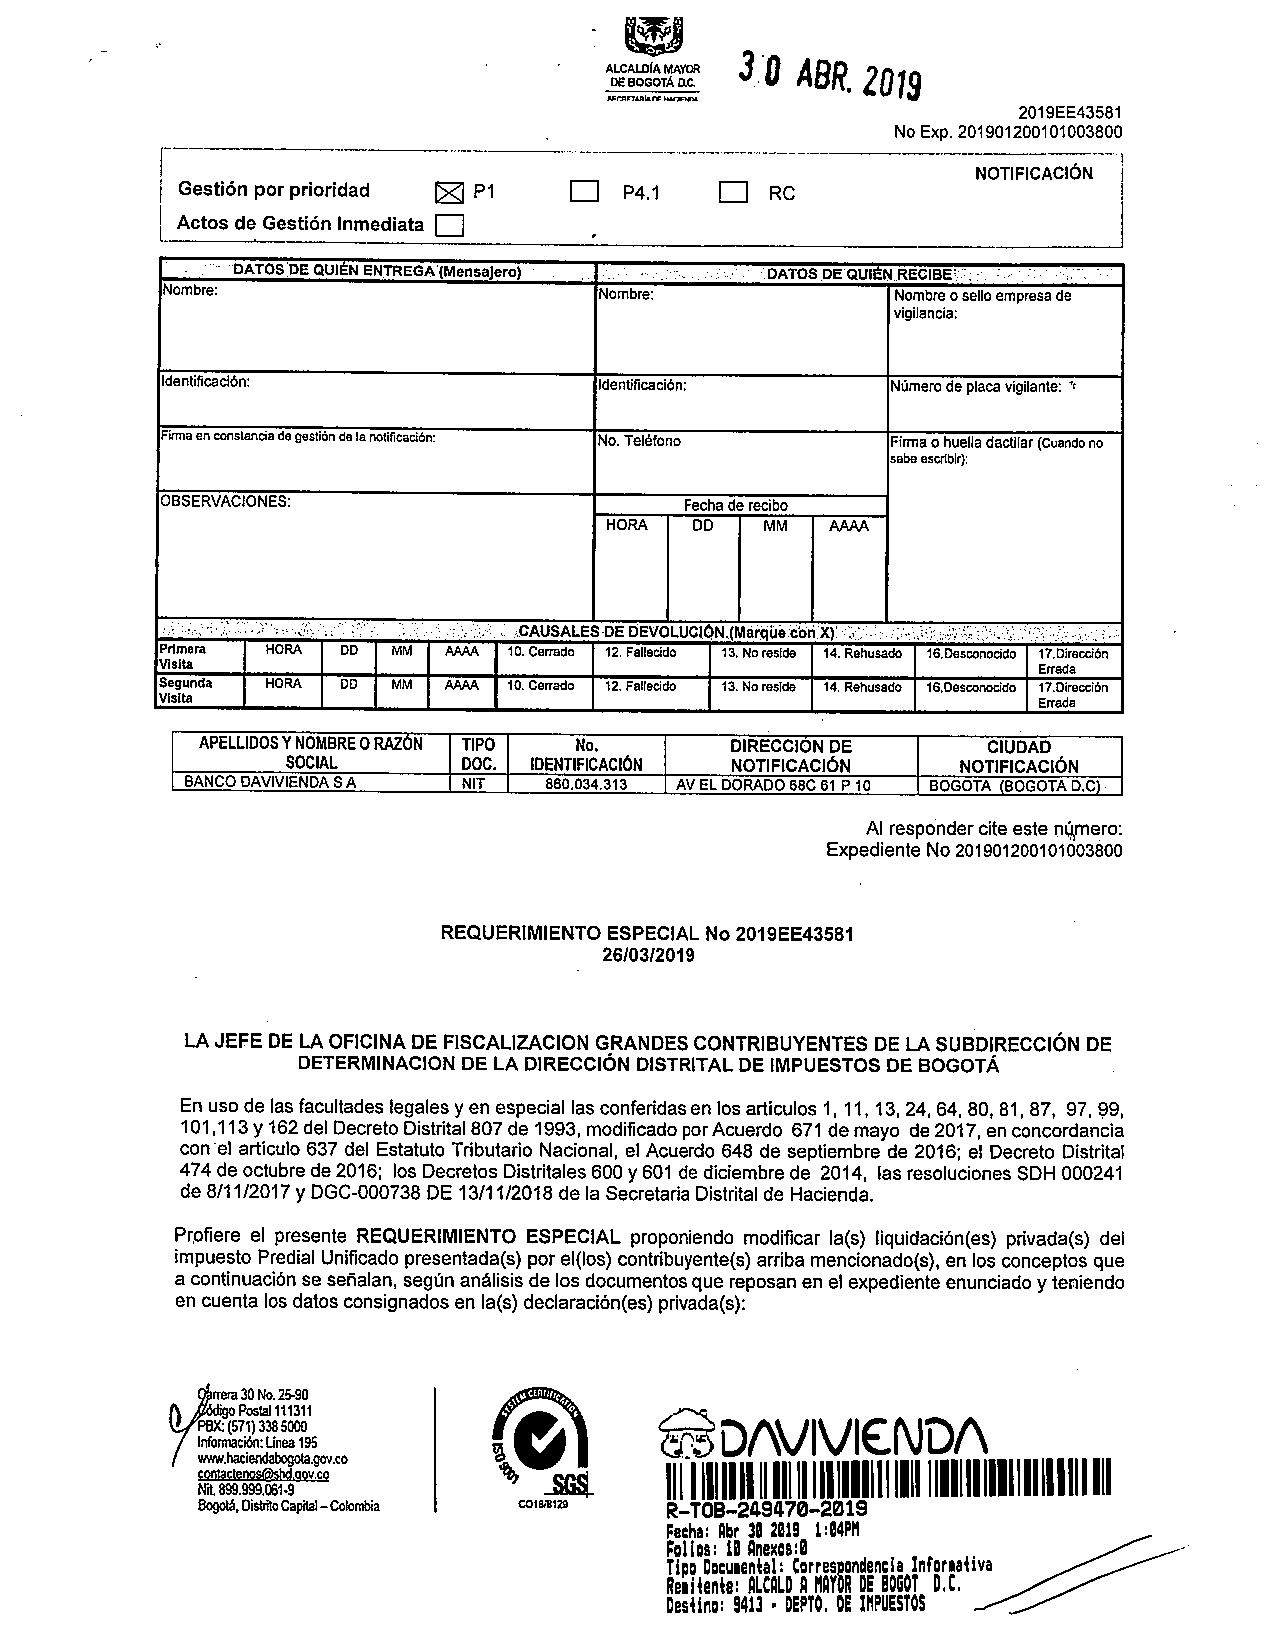 ALCALDÍA MAYOR
DE BOGOTÁ D.C.
SECRETARÍA DE HACIENDA
30 ABR. 2019
2019EE43581
No Exp. 201901200101003800
NOTIFICACIÓN
Gestión por prioridad P1 P4.1 RC
Actos de Gestión Inmediata
DATOS DE QUIÉN ENTREGA (Mensajero) DATOS DE QUIÉN RECIBE
Nombre: Nombre: Nombre o sello empresa de
vigilancia:
Identificación: Identificación: Número de placa vigilante:
Firma en constancia de gestión de la notificación: No. Teléfono Firma o huella dactilar (Cuando no
sabe escribir):
OBSERVACIONES: Fecha de recibo
HORA DD MM AAAA
CAUSALES DE DEVOLUCIÓN (Marque con X)
Primera HORA DD MM AAAA 10. Cerrado 12. Fallecido 13. No reside 14. Rehusado 16.Desconocido 17.Dirección
Visita Errada
Segunda HORA DD MM AAAA 10. Cerrado 12. Fallecido 13. No reside 14. Rehusado 16.Desconocido 17.Dirección
Visita Errada
APELLIDOS Y NOMBRE O RAZÓN TIPO No. DIRECCIÓN DE CIUDAD
SOCIAL DOC. IDENTIFICACIÓN NOTIFICACIÓN NOTIFICACIÓN
BANCO DAVIVIENDA S A NIT 860.034.313 AV EL DORADO 68C 61 P 10 BOGOTA (BOGOTA D.C)
Al responder cite este número:
Expediente No 201901200101003800
REQUERIMIENTO ESPECIAL No 2019EE43581
26/03/2019
LA JEFE DE LA OFICINA DE FISCALIZACION GRANDES CONTRIBUYENTES DE LA SUBDIRECCIÓN DE
DETERMINACION DE LA DIRECCIÓN DISTRITAL DE IMPUESTOS DE BOGOTÁ
En uso de las facultades legales y en especial las conferidas en los artículos 1, 11, 13, 24, 64, 80, 81, 87, 97, 99,
101,113 y 162 del Decreto Distrital 807 de 1993, modificado por Acuerdo 671 de mayo de 2017, en concordancia
con el artículo 637 del Estatuto Tributario Nacional, el Acuerdo 648 de septiembre de 2016; el Decreto Distrital
474 de octubre de 2016; los Decretos Distritales 600 y 601 de diciembre de 2014, las resoluciones SDH 000241
de 8/11/2017 y DGC-000738 DE 13/11/2018 de la Secretaria Distrital de Hacienda.
Profiere el presente REQUERIMIENTO ESPECIAL proponiendo modificar la(s) liquidación(es) privada(s) del
impuesto Predial Unificado presentada(s) por el(los) contribuyente(s) arriba mencionado(s), en los conceptos que
a continuación se señalan, según análisis de los documentos que reposan en el expediente enunciado y teniendo
en cuenta los datos consignados en la(s) declaración(es) privada(s):
Carrera 30 No. 25-90
Código Postal 111311
PBX: (571) 338 5000
Información: Línea 195
www.haciendabogota.gov.co
contactenos@shd.gov.co
Nit. 899.999.061-9
Bogotá, Distrito Capital – Colombia
SYSTEM CERTIFICATION
ISO 9001
SGS
CO18/8129
DAVIVIENDA
R-TOB-249470-2019
Fecha: Abr 30 2019 1:04PM
Folios: 10 Anexos:0
Tipo Documental: Correspondencia Informativa
Remitente: ALCALD A MAYOR DE BOGOT D.C.
Destino: 9413 - DEPTO. DE IMPUESTOS